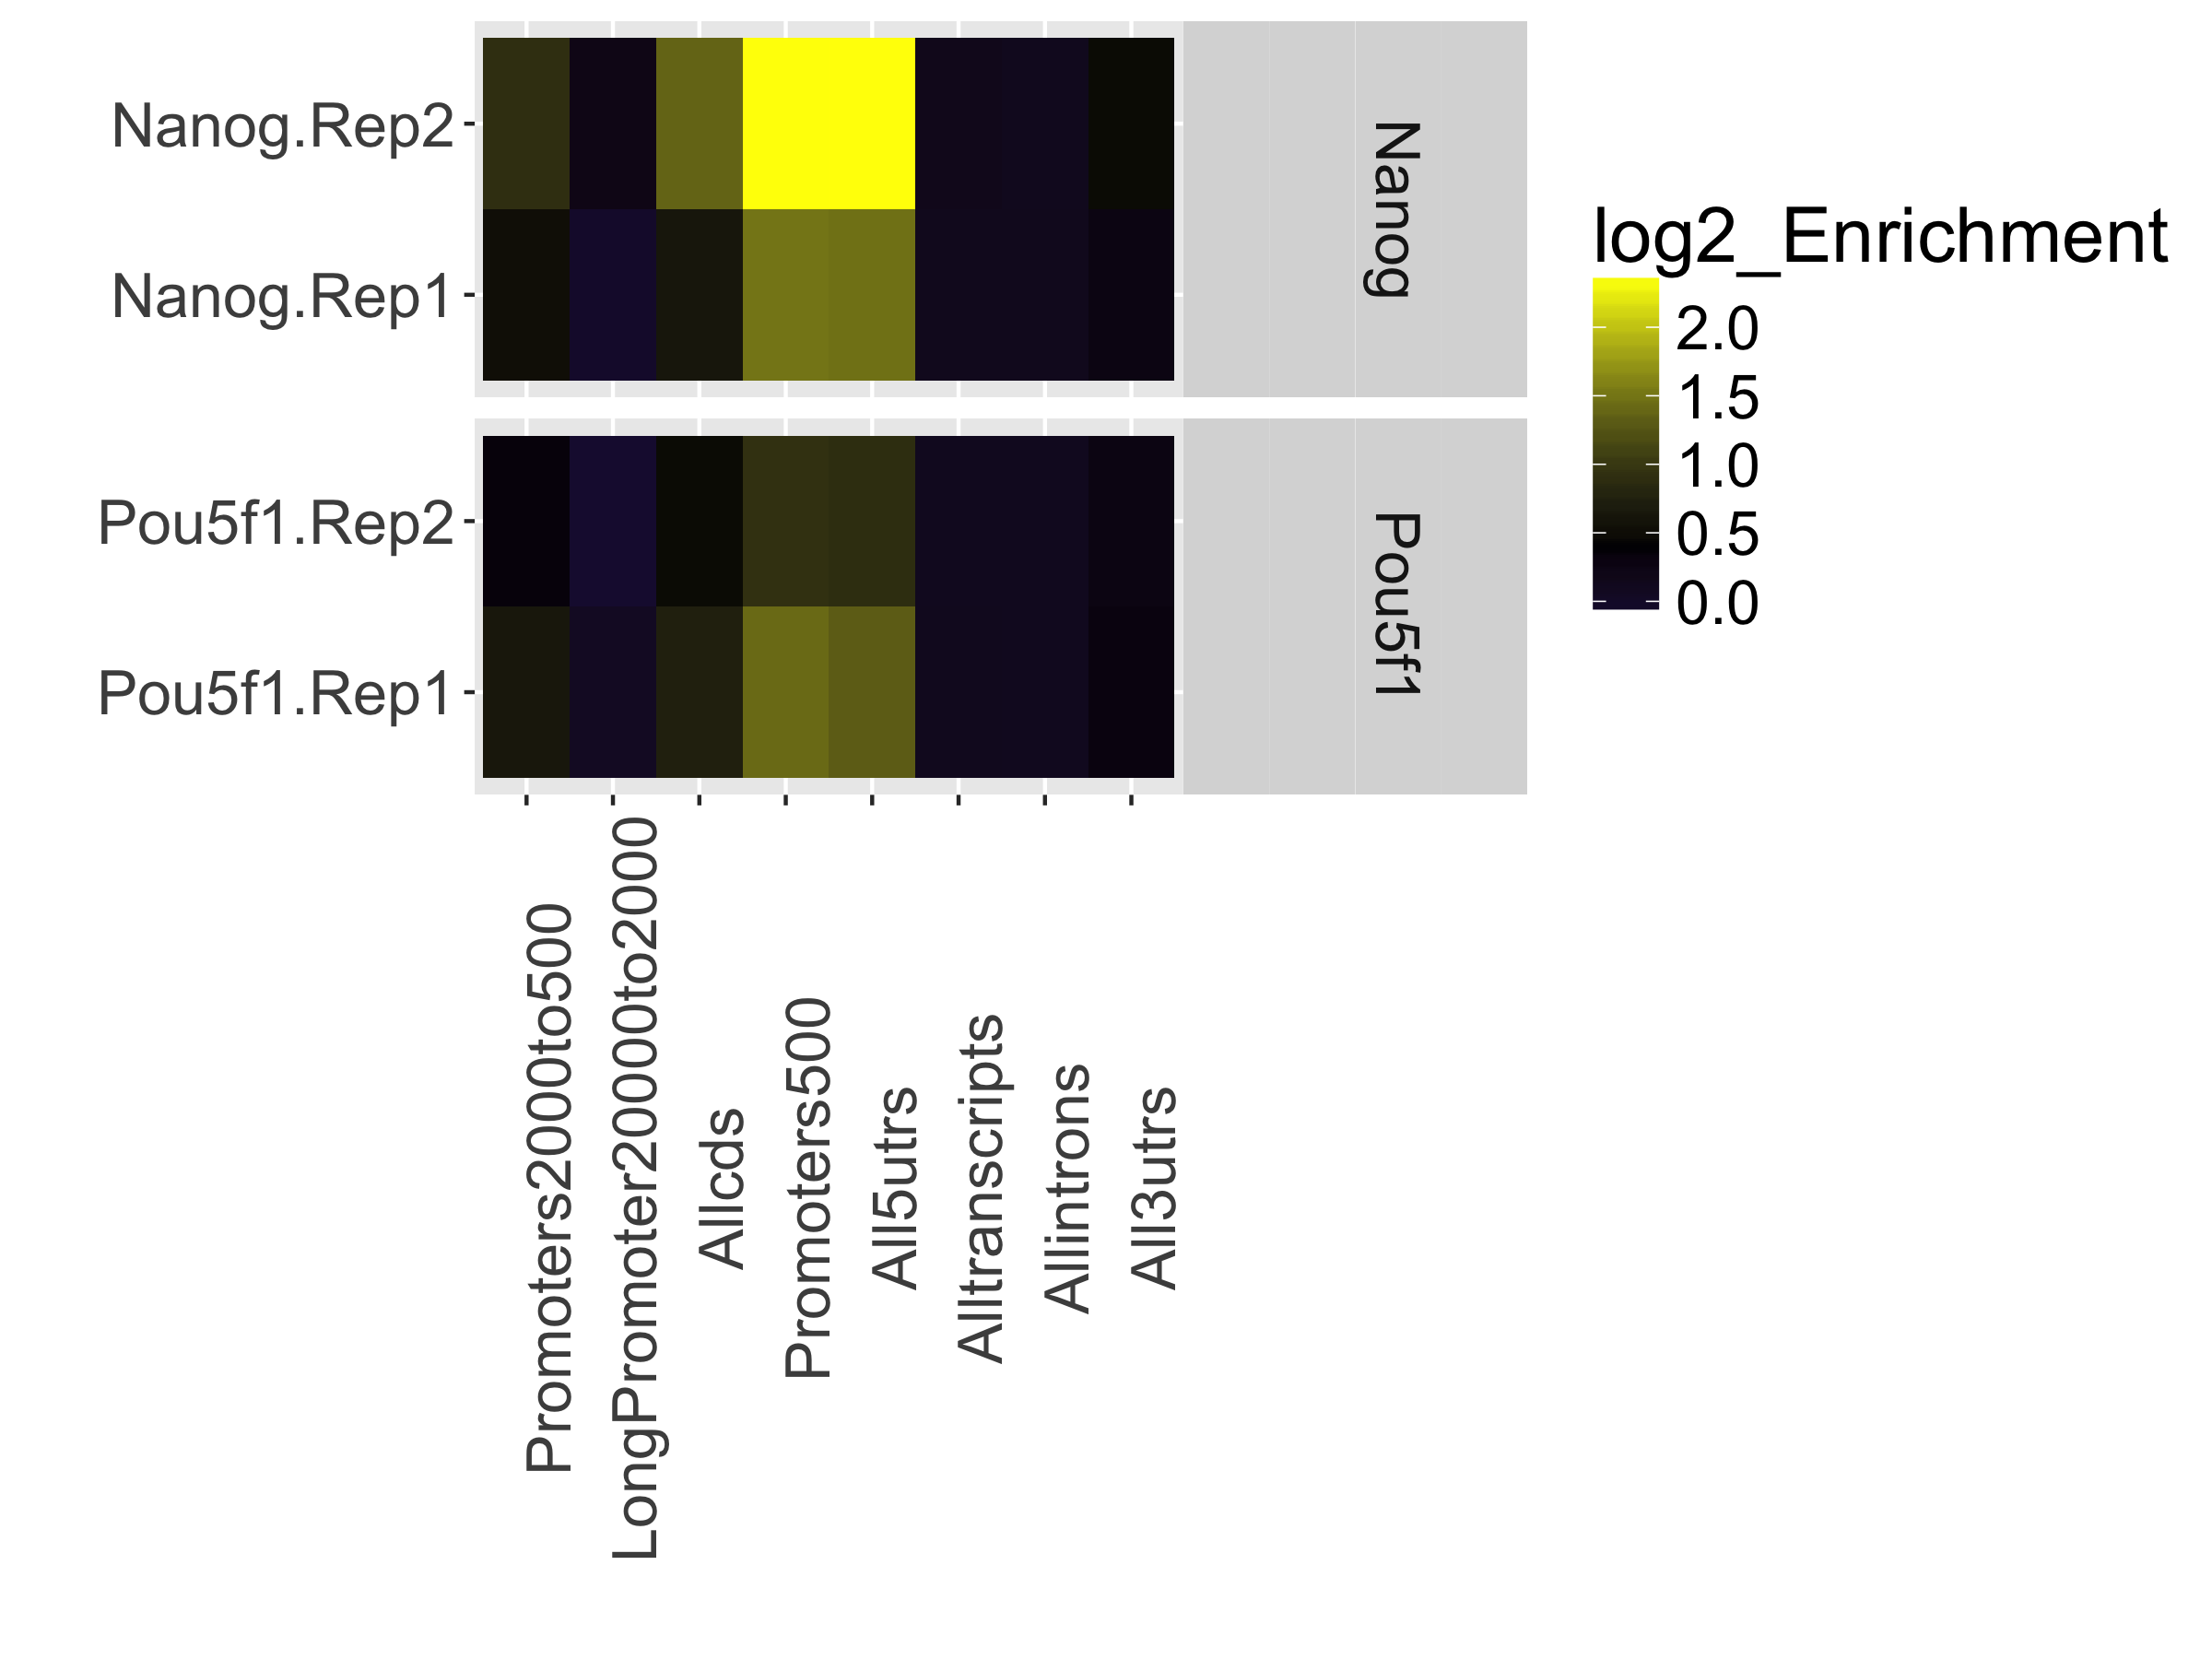 Nanog.Rep2
Nanog.Rep1
Nanog
Pou5f1.Rep2
Pou5f1.Rep1
Pou5f1
log2_Enrichment
2.0
1.5
1.0
0.5
0.0
Promoters2000to500
LongPromoter20000to2000
Allcds
Promoters500
All5utrs
Alltranscripts
Allintrons
All3utrs